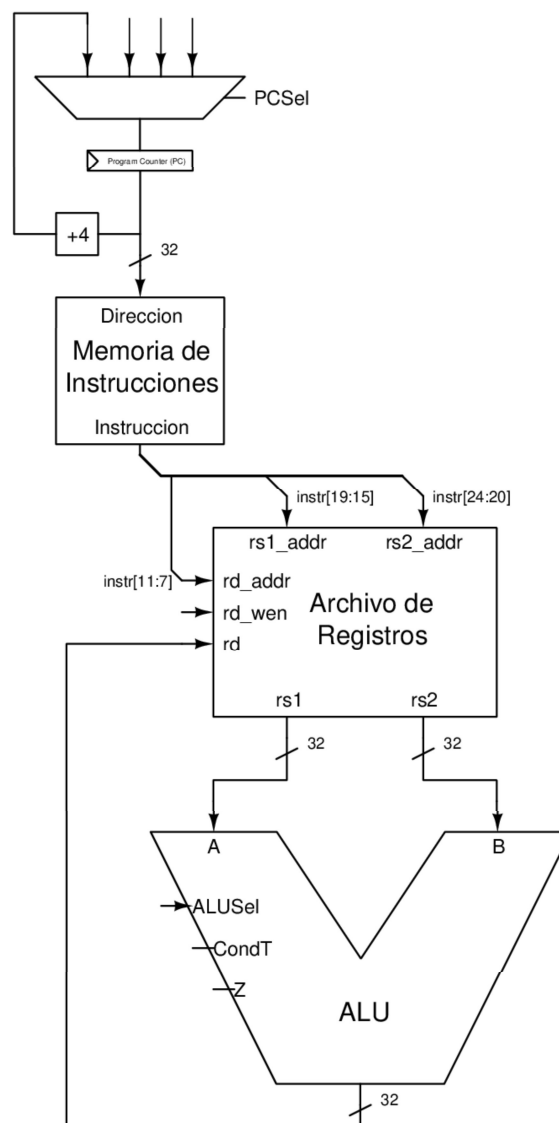 PCSel
Program Counter (PC)
+4
32
Direccion
Memoria de
Instrucciones
Instruccion
instr[19:15]
instr[24:20]
rs1_addr
rs2_addr
instr[11:7]
rd_addr
rd_wen
rd
Archivo de
Registros
rs1
rs2
32
32
A
B
ALUSel
CondT
Z
ALU
32